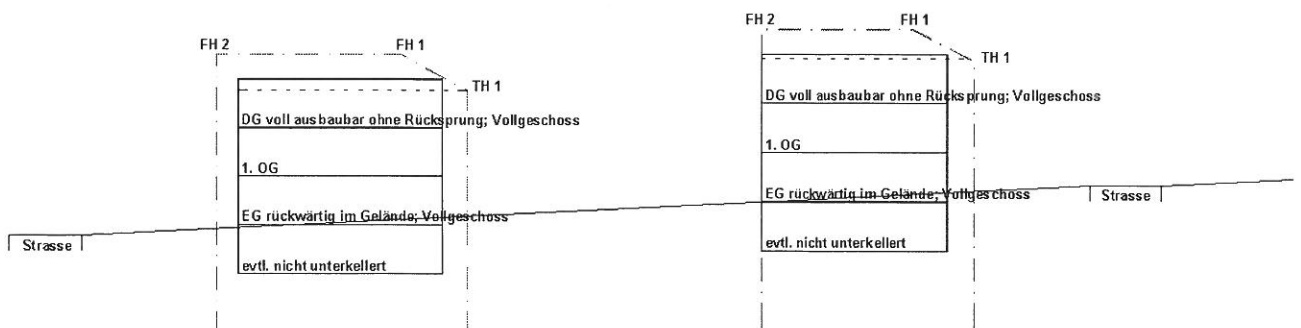 FH 2 FH 1
TH 1
DG voll ausbaubar ohne Rücksprung; Vollgeschoss
1. OG
EG rückwärtig im Gelände; Vollgeschoss
evtl. nicht unterkellert
Strasse
FH 2 FH 1
TH 1
DG voll ausbaubar ohne Rücksprung; Vollgeschoss
1. OG
EG rückwärtig im Gelände; Vollgeschoss
evtl. nicht unterkellert
Strasse